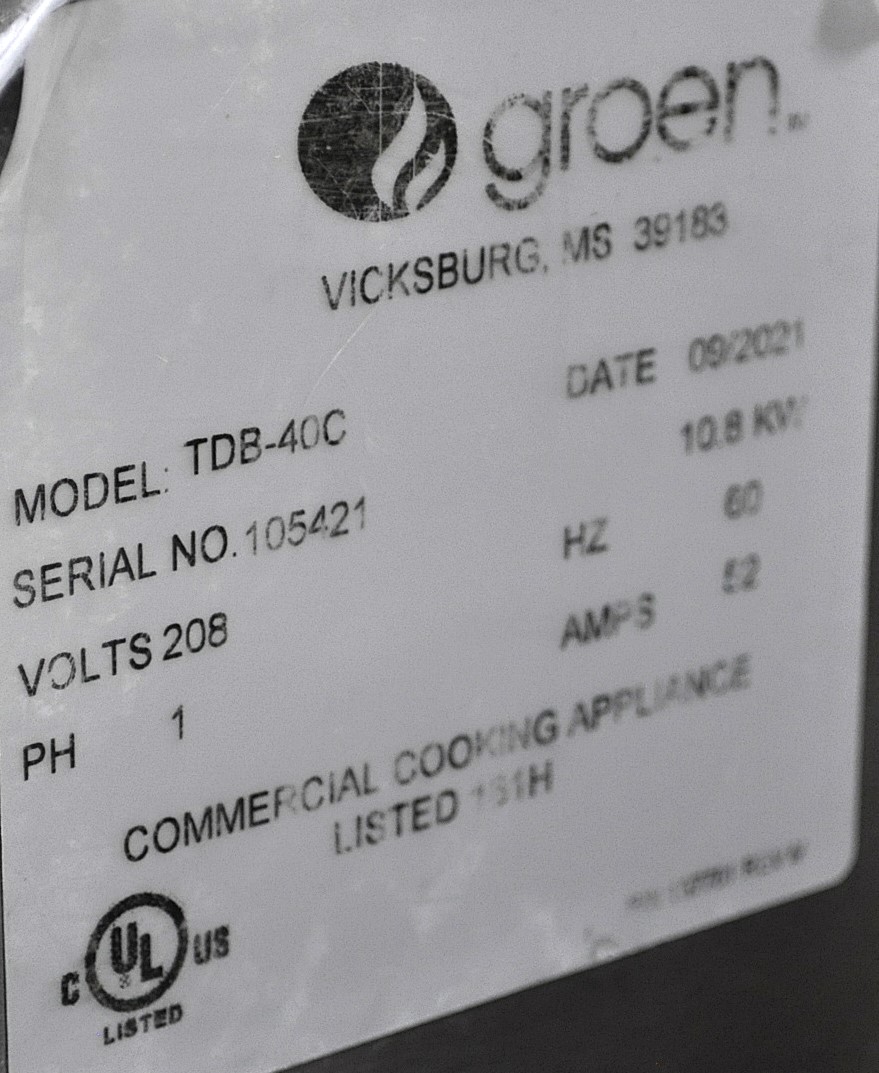 groen
VICKSBURG, MS 39183
DATE 09/2021
MODEL: TDB-40C
10.8 KW
SERIAL NO. 105421
HZ 60
VOLTS 208
AMPS 52
PH 1
COMMERCIAL COOKING APPLIANCE
LISTED
C UL US
LISTED